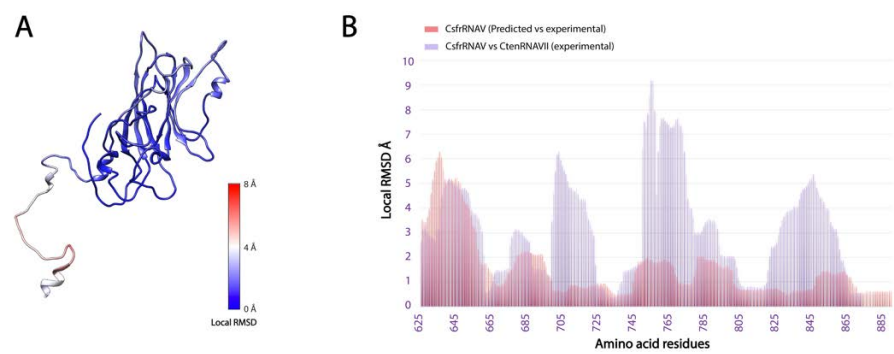 A
8 Å
4 Å
0 Å
Local RMSD
B
CsfrRNAV (Predicted vs experimental)
CsfrRNAV vs CtenRNAVII (experimental)
Local RMSD Å
10
9
8
7
6
5
4
3
2
1
0
625 645 665 685 705 725 745 765 785 805 825 845 865 885
Amino acid residues